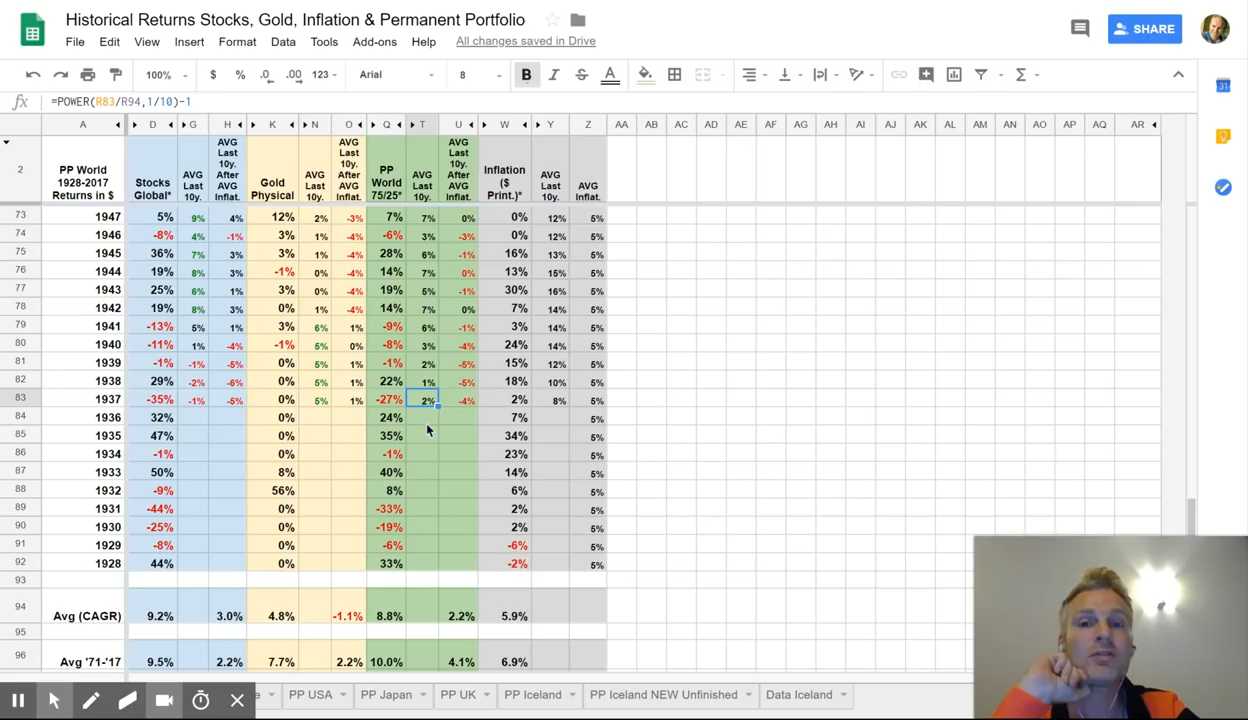 Historical Returns Stocks, Gold, Inflation & Permanent Portfolio
SHARE
File Edit View Insert Format Data Tools Add-ons Help All changes saved in Drive
100% $ % .0 .00 123 Arial 8 B I S A
31
fx =POWER(R83/R94,1/10)-1
A D G H K N O Q T U W Y Z AA AB AC AD AE AF AG AH AI AJ AK AL AM AN AO AP AQ AR
2 PP World 1928-2017 Returns in $ Stocks Global* AVG Last 10y. AVG Last 10y. After AVG Inflat. Gold Physical AVG Last 10y. AVG Last 10y. After AVG Inflat. PP World 75/25* AVG Last 10y. AVG Last 10y. After AVG Inflat. Inflation ($ Print.)* AVG Last 10y. AVG Inflat.
73 1947 5% 9% 4% 12% 2% -3% 7% 7% 0% 0% 12% 5%
74 1946 -8% 4% -1% 3% 1% -4% -6% 3% -3% 0% 12% 5%
75 1945 36% 7% 3% 3% 1% -4% 28% 6% -1% 16% 13% 5%
76 1944 19% 8% 3% -1% 0% -4% 14% 7% 0% 13% 15% 5%
77 1943 25% 6% 1% 3% 0% -4% 19% 5% -1% 30% 16% 5%
78 1942 19% 8% 3% 0% 1% -4% 14% 7% 0% 7% 14% 5%
79 1941 -13% 5% 1% 3% 6% 1% -9% 6% -1% 3% 14% 5%
80 1940 -11% 1% -4% -1% 5% 0% -8% 3% -4% 24% 14% 5%
81 1939 -1% -1% -5% 0% 5% 1% -1% 2% -5% 15% 12% 5%
82 1938 29% -2% -6% 0% 5% 1% 22% 1% -5% 18% 10% 5%
83 1937 -35% -1% -5% 0% 5% 1% -27% 2% -4% 2% 8% 5%
84 1936 32% 0% 24% 7% 5%
85 1935 47% 0% 35% 34% 5%
86 1934 -1% 0% -1% 23% 5%
87 1933 50% 8% 40% 14% 5%
88 1932 -9% 56% 8% 6% 5%
89 1931 -44% 0% -33% 2% 5%
90 1930 -25% 0% -19% 2% 5%
91 1929 -8% 0% -6% -6% 5%
92 1928 44% 0% 33% -2% 5%
93
94 Avg (CAGR) 9.2% 3.0% 4.8% -1.1% 8.8% 2.2% 5.9%
95
96 Avg '71-'17 9.5% 2.2% 7.7% 2.2% 10.0% 4.1% 6.9%
PP USA PP Japan PP UK PP Iceland PP Iceland NEW Unfinished Data Iceland